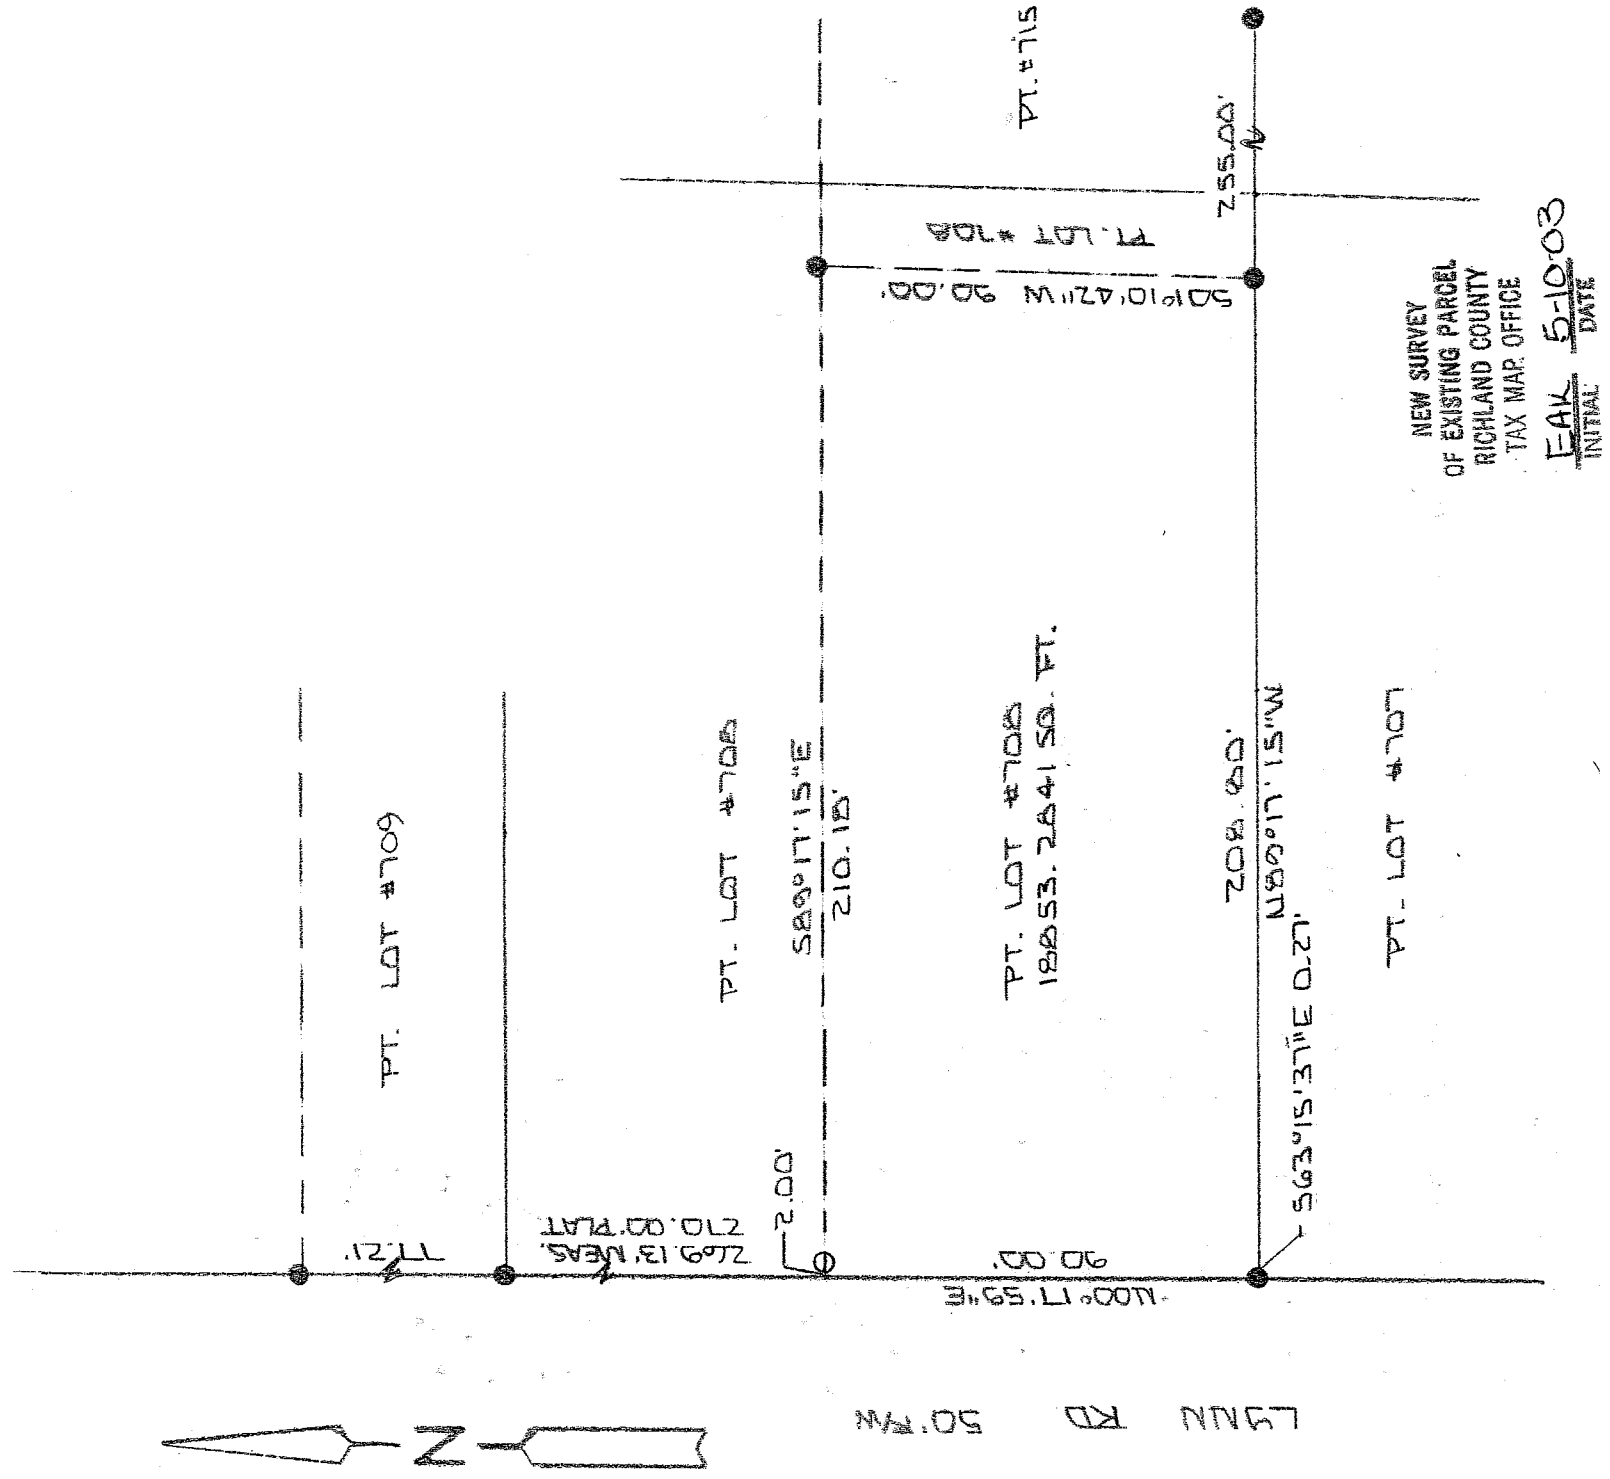 PT. #715
255.00'
PT. LOT #708
S01°10'42"W 90.00'
NEW SURVEY
OF EXISTING PARCEL
RICHLAND COUNTY
TAX MAP OFFICE
EAK 5-10-03
INITIAL DATE
PT. LOT #709
PT. LOT #708
S89°17'15"E
210.18'
PT. LOT #708
18853.2841 SQ. FT.
208.80'
N89°17'15"W
PT. LOT #707
S63°15'37"E 0.27'
2.00'
77.21'
269.13' MEAS.
270.00' PLAT
90.00'
N00°17'59"E
LYNN RD 50' R/W
N